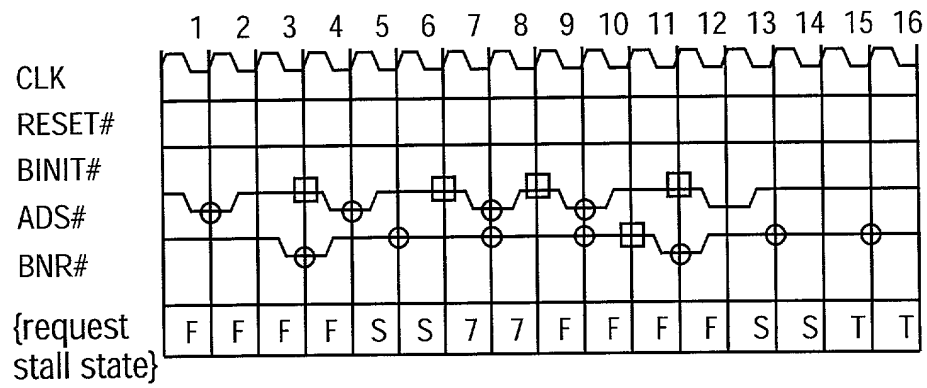 1 2 3 4 5 6 7 8 9 10 11 12 13 14 15 16
CLK
RESET#
BINIT#
ADS#
BNR#
{request
stall state}
F F F F S S 7 7 F F F F S S T T